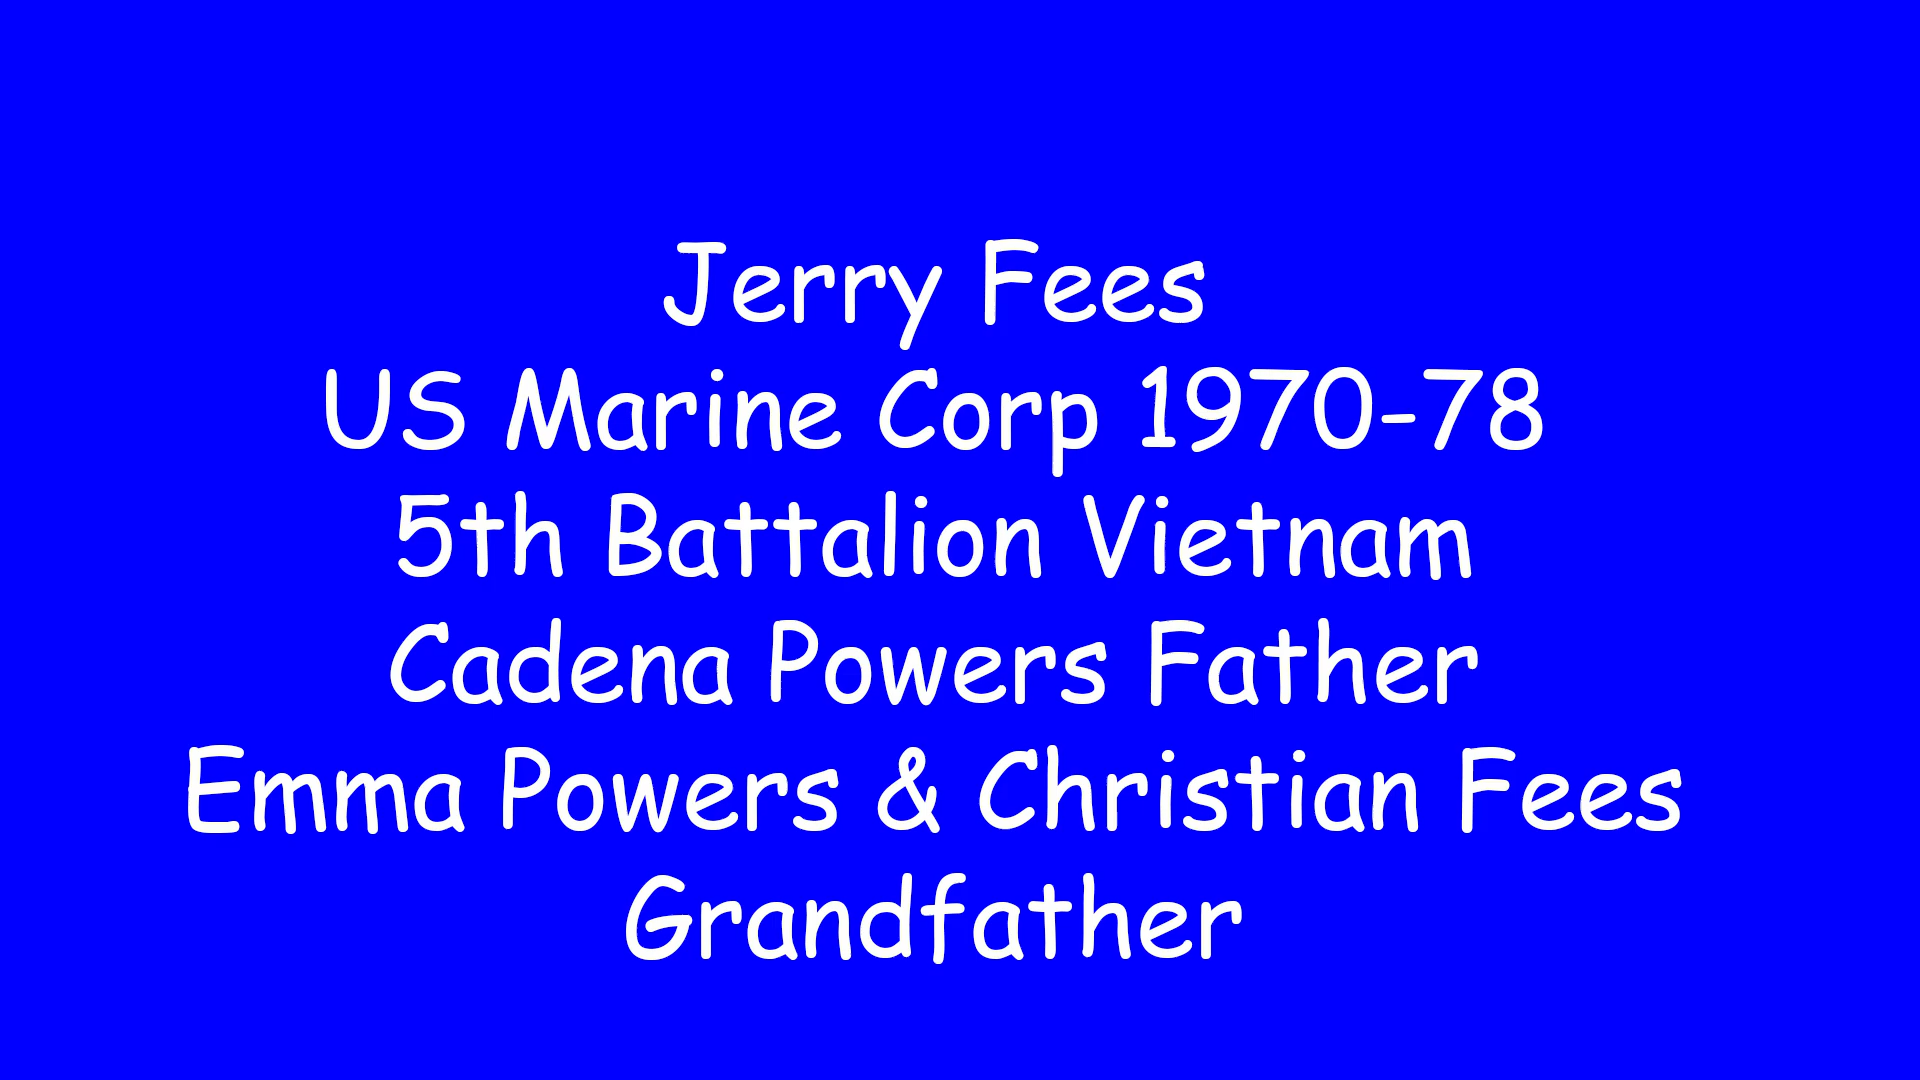 Jerry Fees
US Marine Corp 1970-78
5th Battalion Vietnam
Cadena Powers Father
Emma Powers & Christian Fees
Grandfather